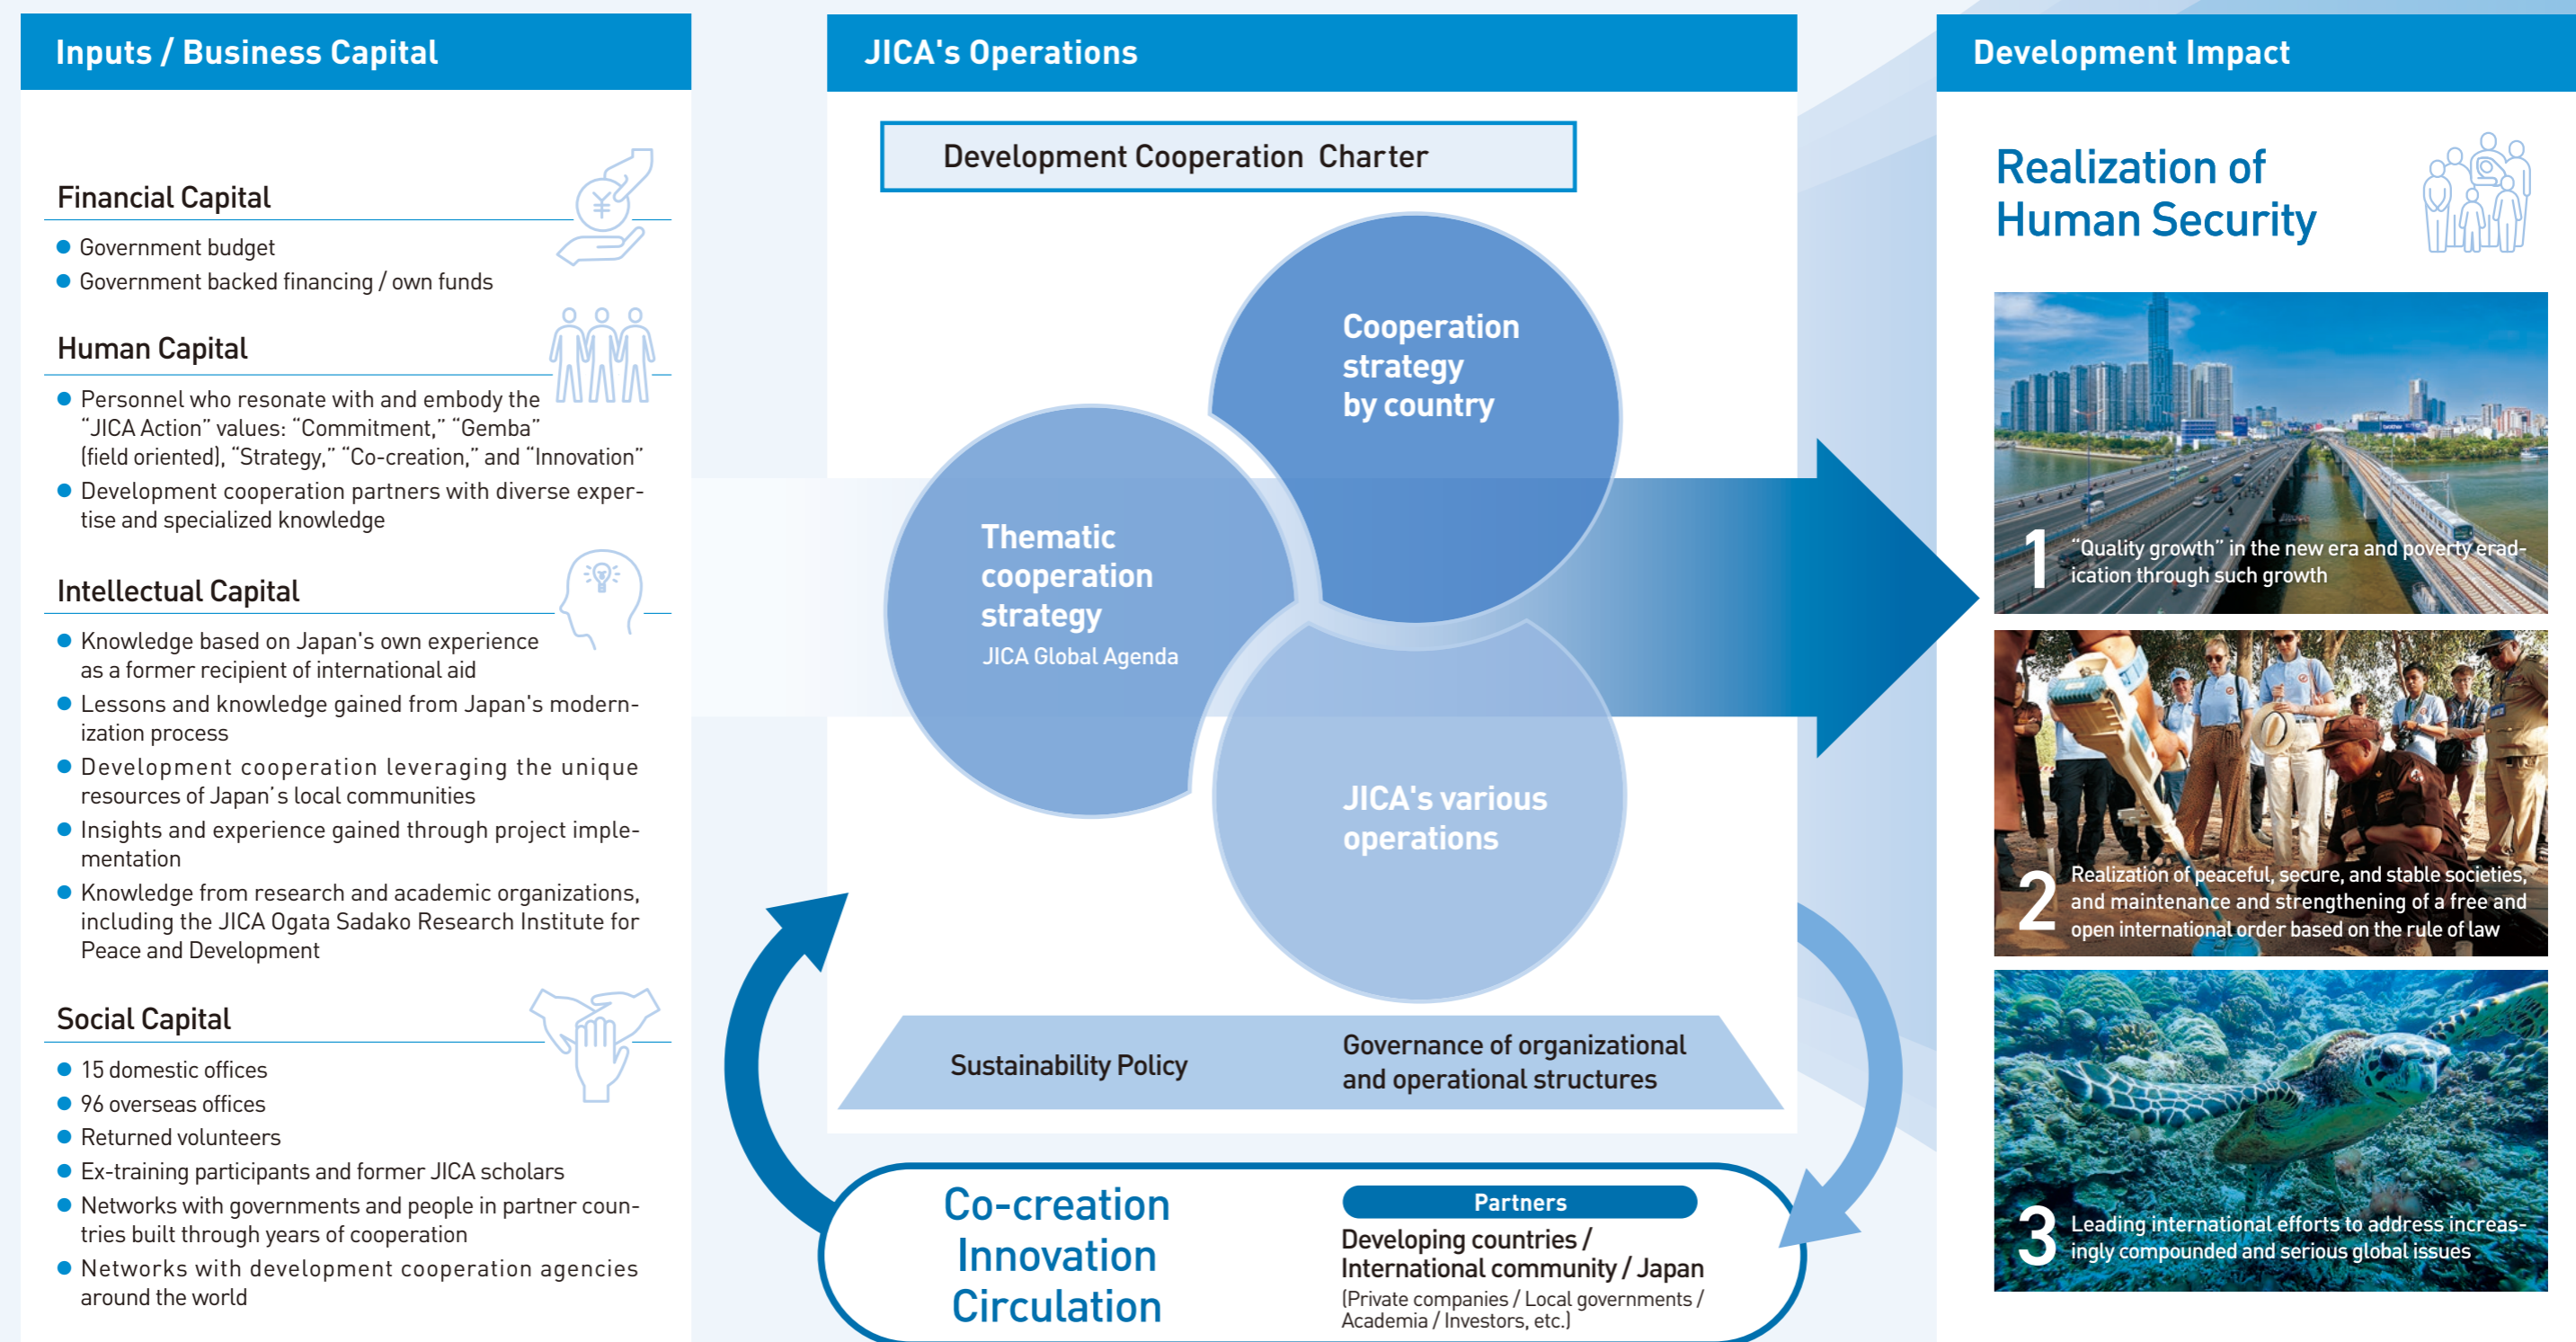 Inputs / Business Capital
Financial Capital
¥
Government budget
Government backed financing / own funds
Human Capital
Personnel who resonate with and embody the
“JICA Action” values: “Commitment,” “Gemba”
(field oriented), “Strategy,” “Co-creation,” and “Innovation”
Development cooperation partners with diverse exper-
tise and specialized knowledge
Intellectual Capital
Knowledge based on Japan's own experience
as a former recipient of international aid
Lessons and knowledge gained from Japan's modern-
ization process
Development cooperation leveraging the unique
resources of Japan's local communities
Insights and experience gained through project imple-
mentation
Knowledge from research and academic organizations,
including the JICA Ogata Sadako Research Institute for
Peace and Development
Social Capital
15 domestic offices
96 overseas offices
Returned volunteers
Ex-training participants and former JICA scholars
Networks with governments and people in partner coun-
tries built through years of cooperation
Networks with development cooperation agencies
around the world
JICA's Operations
Development Cooperation Charter
Cooperation
strategy
by country
Thematic
cooperation
strategy
JICA Global Agenda
JICA's various
operations
Sustainability Policy
Governance of organizational
and operational structures
Co-creation
Innovation
Circulation
Partners
Developing countries /
International community / Japan
(Private companies / Local governments /
Academia / Investors, etc.)
Development Impact
Realization of
Human Security
1
“Quality growth” in the new era and poverty erad-
ication through such growth
2
Realization of peaceful, secure, and stable societies,
and maintenance and strengthening of a free and
open international order based on the rule of law
3
Leading international efforts to address increas-
ingly compounded and serious global issues